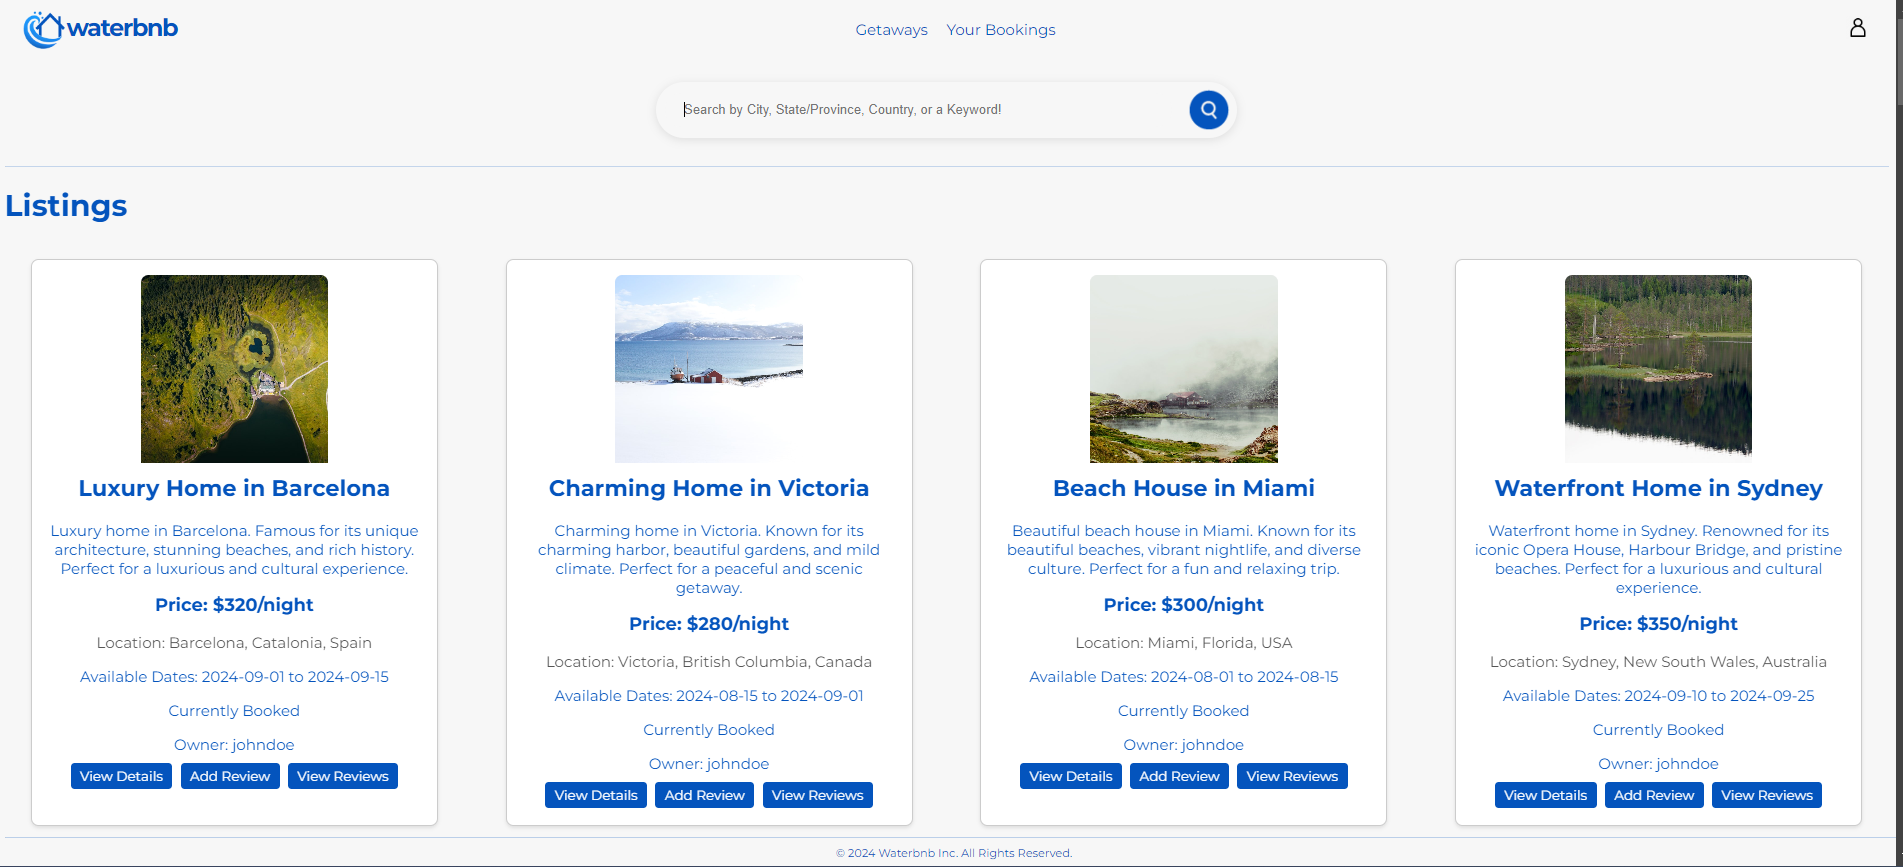 waterbnb
Getaways
Your Bookings
Search by City, State/Province, Country, or a Keyword!
Listings
Luxury Home in Barcelona
Luxury home in Barcelona. Famous for its unique
architecture, stunning beaches, and rich history.
Perfect for a luxurious and cultural experience.
Price: $320/night
Location: Barcelona, Catalonia, Spain
Available Dates: 2024-09-01 to 2024-09-15
Currently Booked
Owner: johndoe
View Details
Add Review
View Reviews
Charming Home in Victoria
Charming home in Victoria. Known for its
charming harbor, beautiful gardens, and mild
climate. Perfect for a peaceful and scenic
getaway.
Price: $280/night
Location: Victoria, British Columbia, Canada
Available Dates: 2024-08-15 to 2024-09-01
Currently Booked
Owner: johndoe
View Details
Add Review
View Reviews
Beach House in Miami
Beautiful beach house in Miami. Known for its
beautiful beaches, vibrant nightlife, and diverse
culture. Perfect for a fun and relaxing trip.
Price: $300/night
Location: Miami, Florida, USA
Available Dates: 2024-08-01 to 2024-08-15
Currently Booked
Owner: johndoe
View Details
Add Review
View Reviews
Waterfront Home in Sydney
Waterfront home in Sydney. Renowned for its
iconic Opera House, Harbour Bridge, and pristine
beaches. Perfect for a luxurious and cultural
experience.
Price: $350/night
Location: Sydney, New South Wales, Australia
Available Dates: 2024-09-10 to 2024-09-25
Currently Booked
Owner: johndoe
View Details
Add Review
View Reviews
© 2024 Waterbnb Inc. All Rights Reserved.